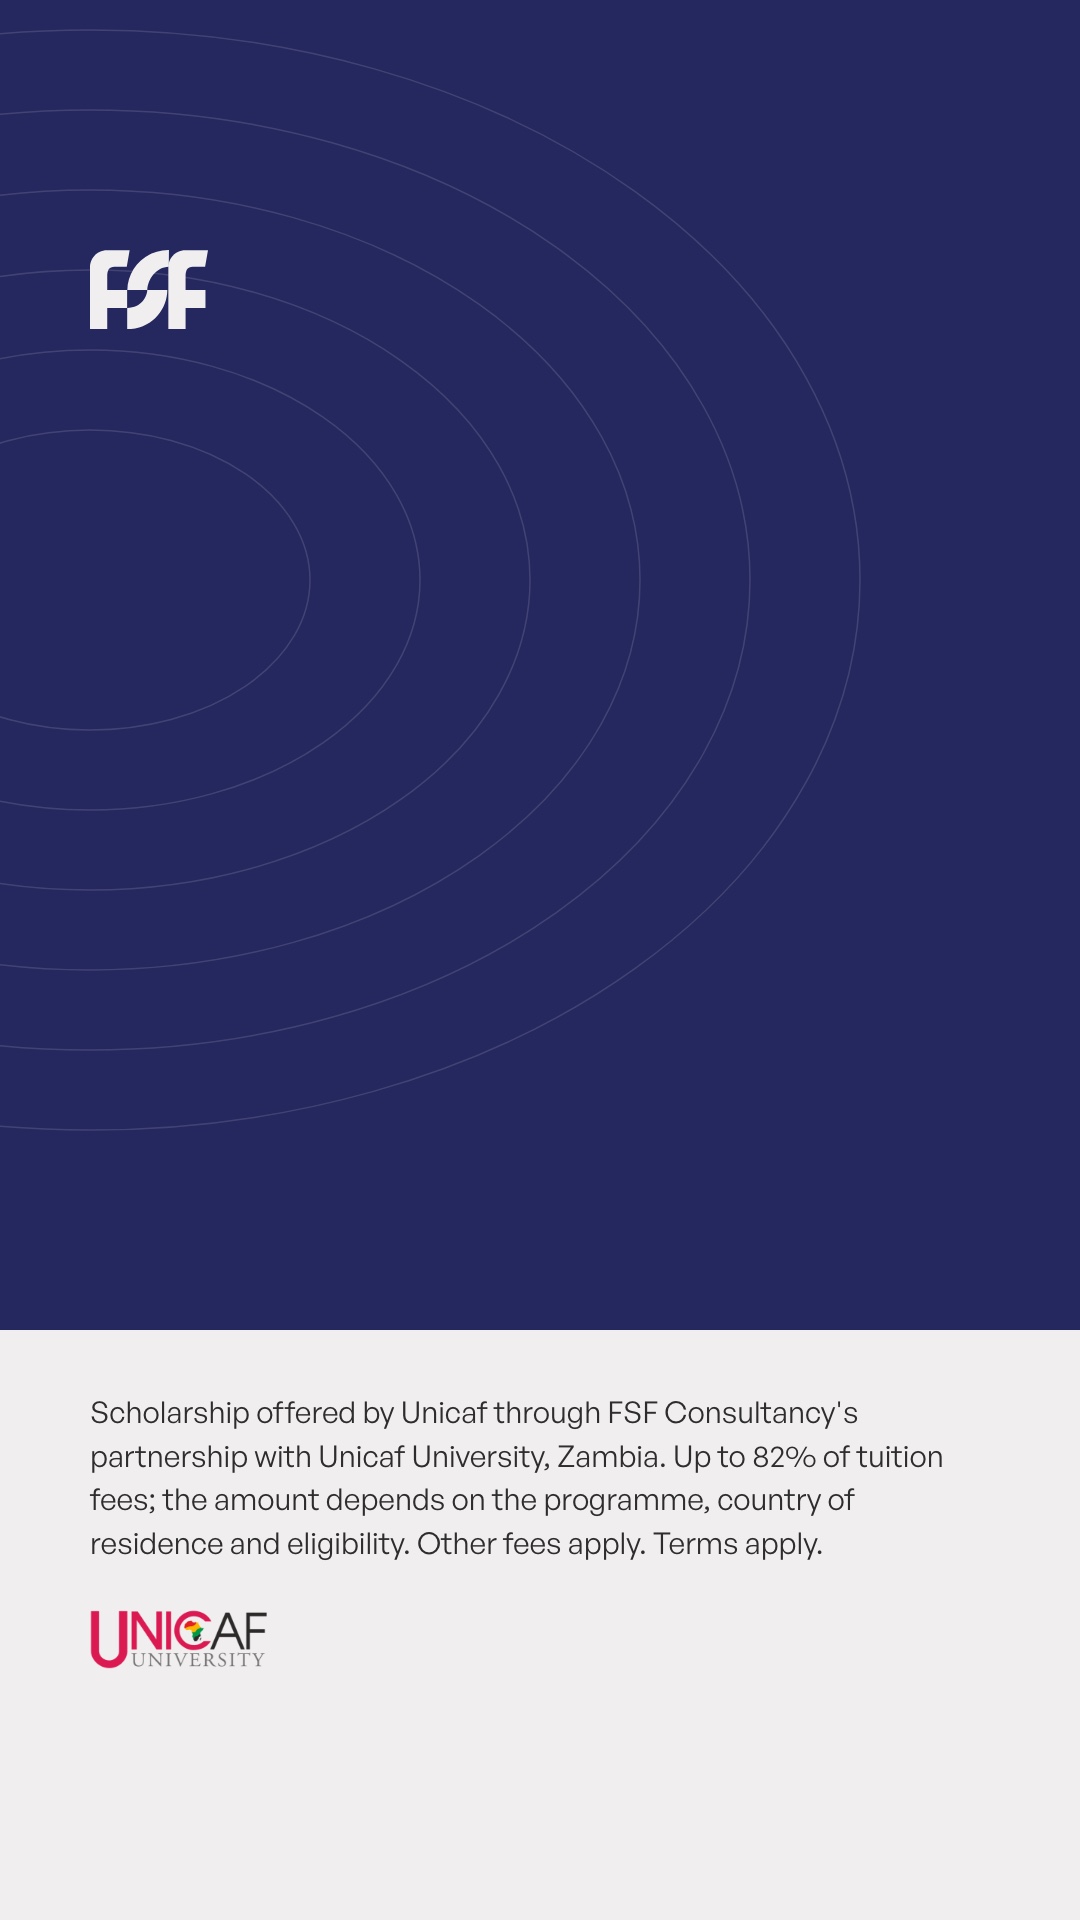 FSF
Scholarship offered by Unicaf through FSF Consultancy's
partnership with Unicaf University, Zambia. Up to 82% of tuition
fees; the amount depends on the programme, country of
residence and eligibility. Other fees apply. Terms apply.
UNICAF
UNIVERSITY